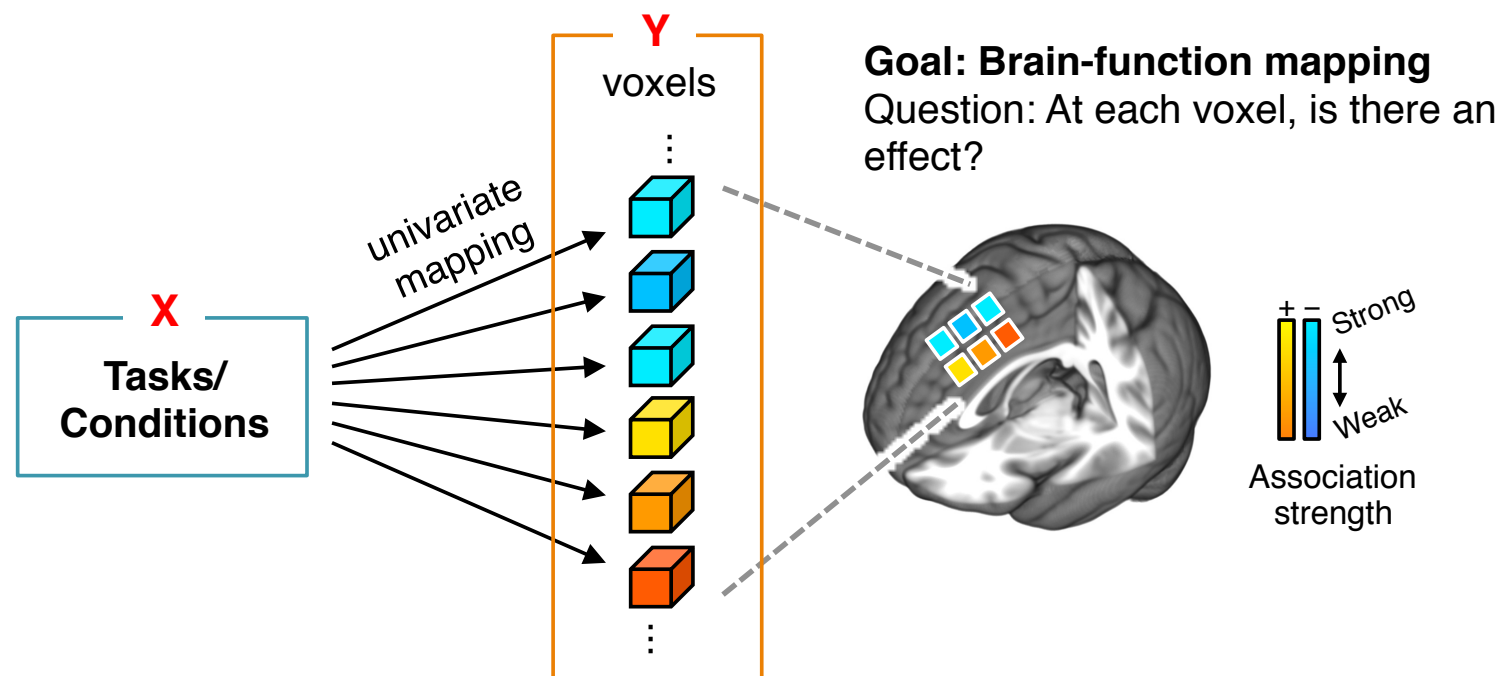 Y
voxels
...
Goal: Brain-function mapping
Question: At each voxel, is there an
effect?
univariate
mapping
X
Tasks/
Conditions
...
+ −
Strong
Weak
Association
strength